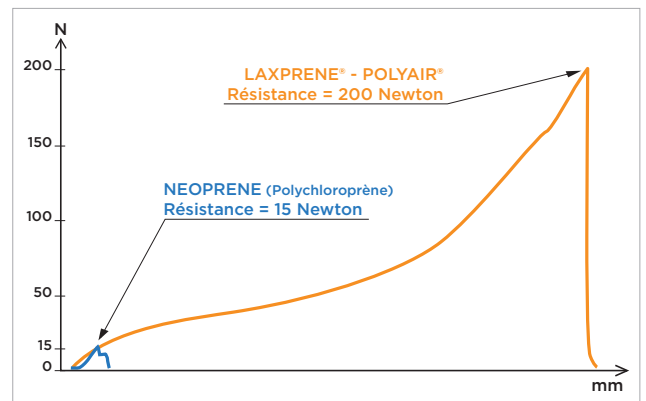 N
200
LAXPRENE® - POLYAIR®
Résistance = 200 Newton
150
NEOPRENE (Polychloroprène)
Résistance = 15 Newton
100
50
15
0
mm